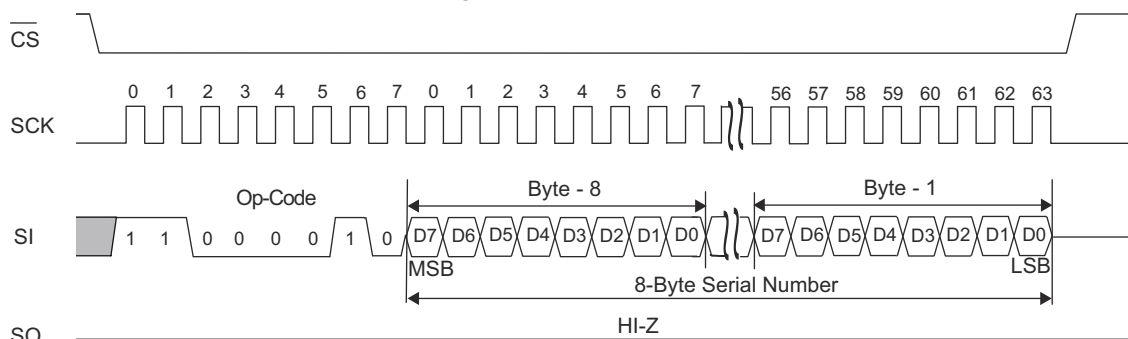 CS
0 1 2 3 4 5 6 7 0 1 2 3 4 5 6 7 56 57 58 59 60 61 62 63
SCK
Op-Code Byte - 8 Byte - 1
SI 1 1 0 0 0 0 1 0 D7 D6 D5 D4 D3 D2 D1 D0 D7 D6 D5 D4 D3 D2 D1 D0
MSB LSB
8-Byte Serial Number
HI-Z
SO